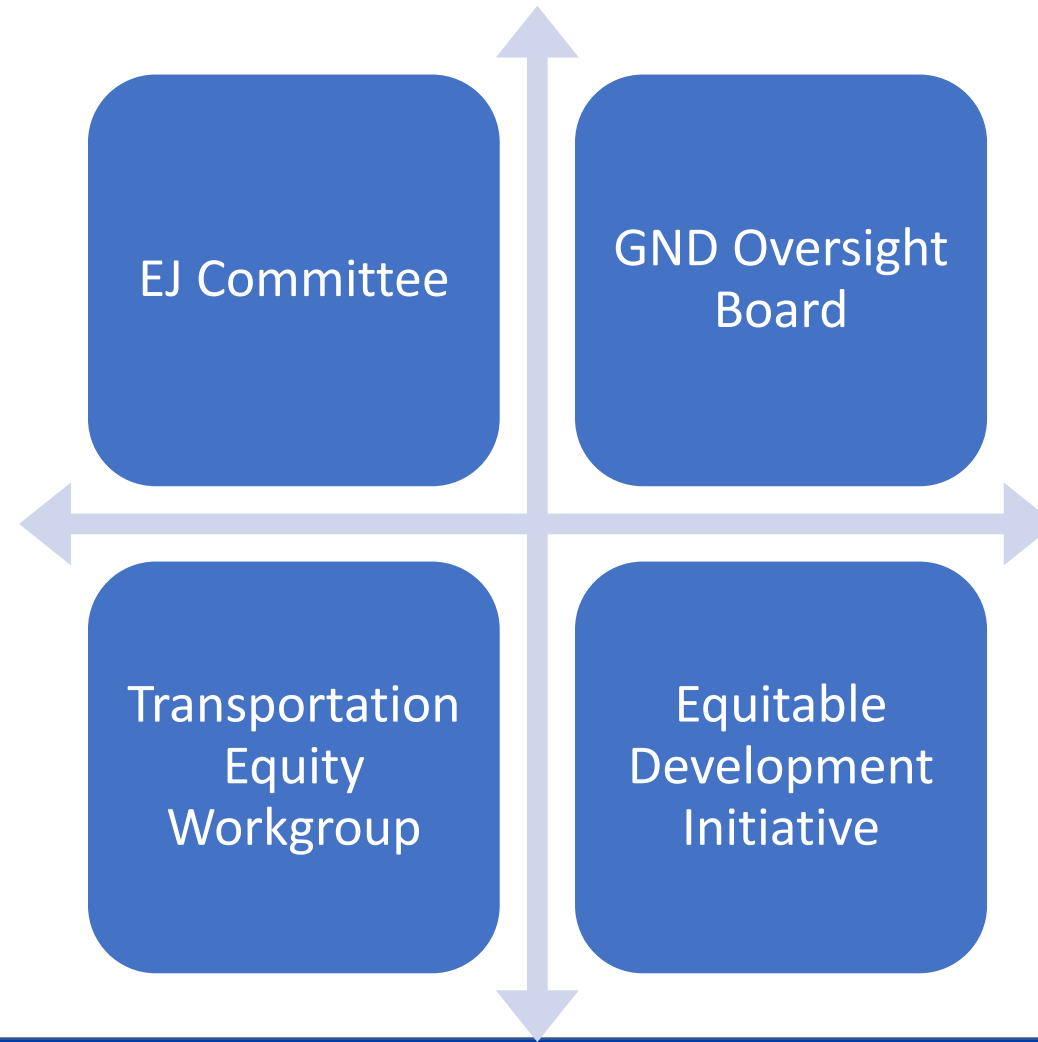 EJ Committee
GND Oversight
Board
Transportation
Equity
Workgroup
Equitable
Development
Initiative